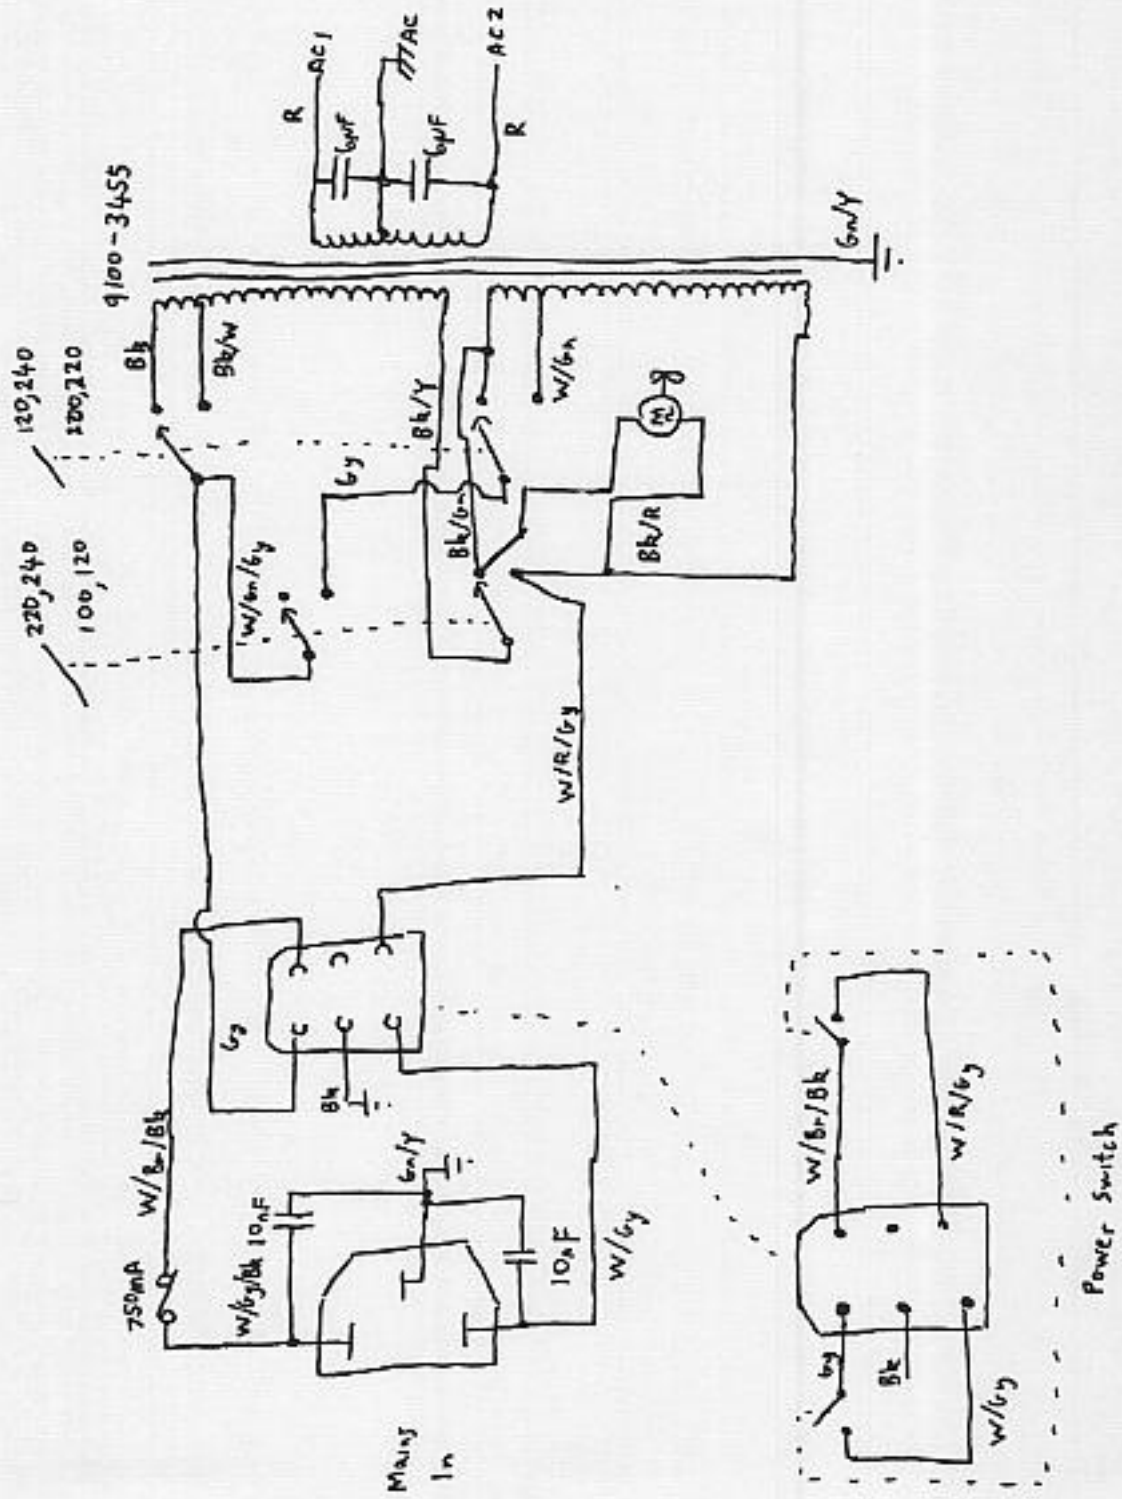 Mains
In
750mA
W/Br/Bk
W/Gy/Bk
10nF
Gn/Y
10nF
W/Gy
Bk
Gy
W/R/Gy
220,240
100,120
120,240
200,220
W/Gn/Gy
Gy
Bk
Bk/W
Bk/Y
Bk/Gn
W/Gn
Bk/R
M
9100-3455
R
AC1
6µF
AC
6µF
R
AC2
Gn/Y
Gy
Bk
W/Gy
W/Br/Bk
W/R/Gy
Power Switch